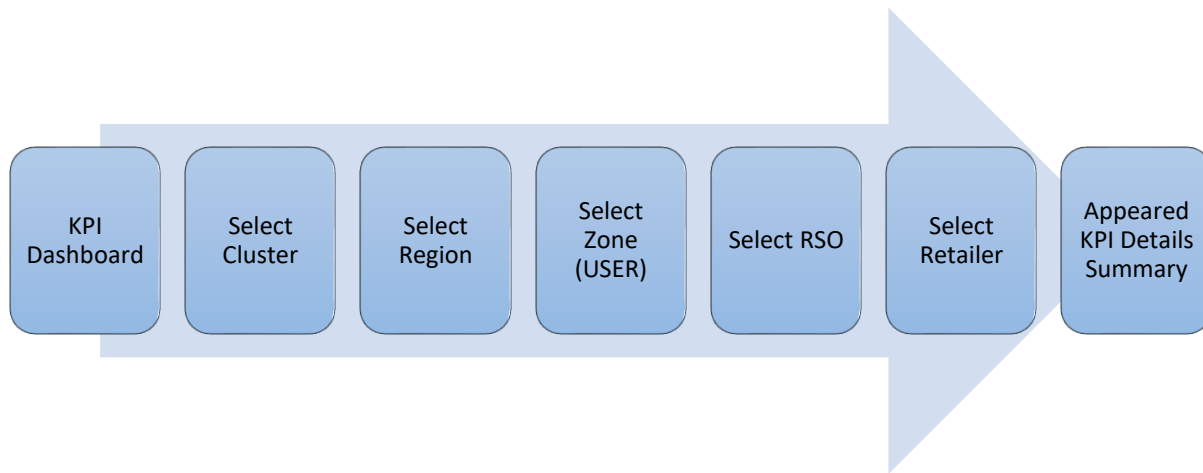 KPI
Dashboard
Select
Cluster
Select
Region
Select
Zone
(USER)
Select RSO
Select
Retailer
Appeared
KPI Details
Summary